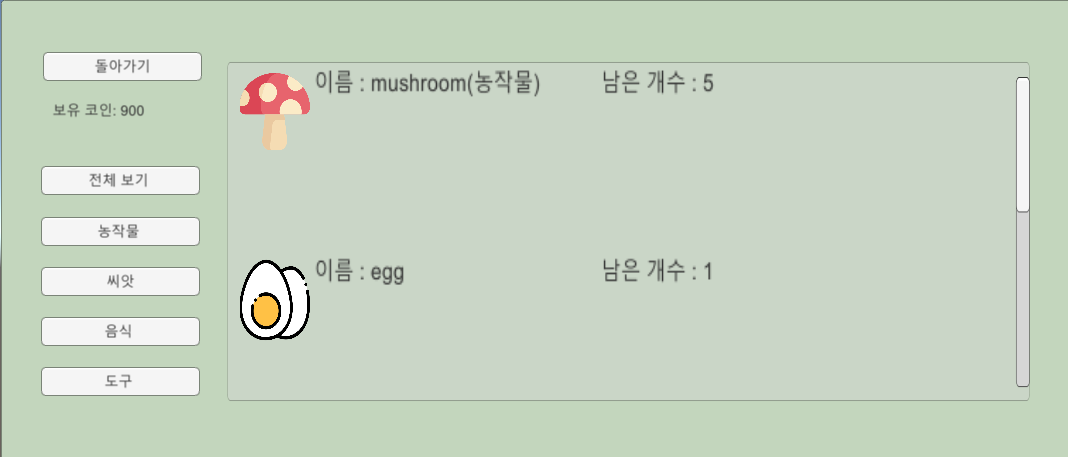 돌아가기
보유 코인: 900
전체 보기
농작물
씨앗
음식
도구
이름 : mushroom(농작물) 남은 개수 : 5
이름 : egg 남은 개수 : 1